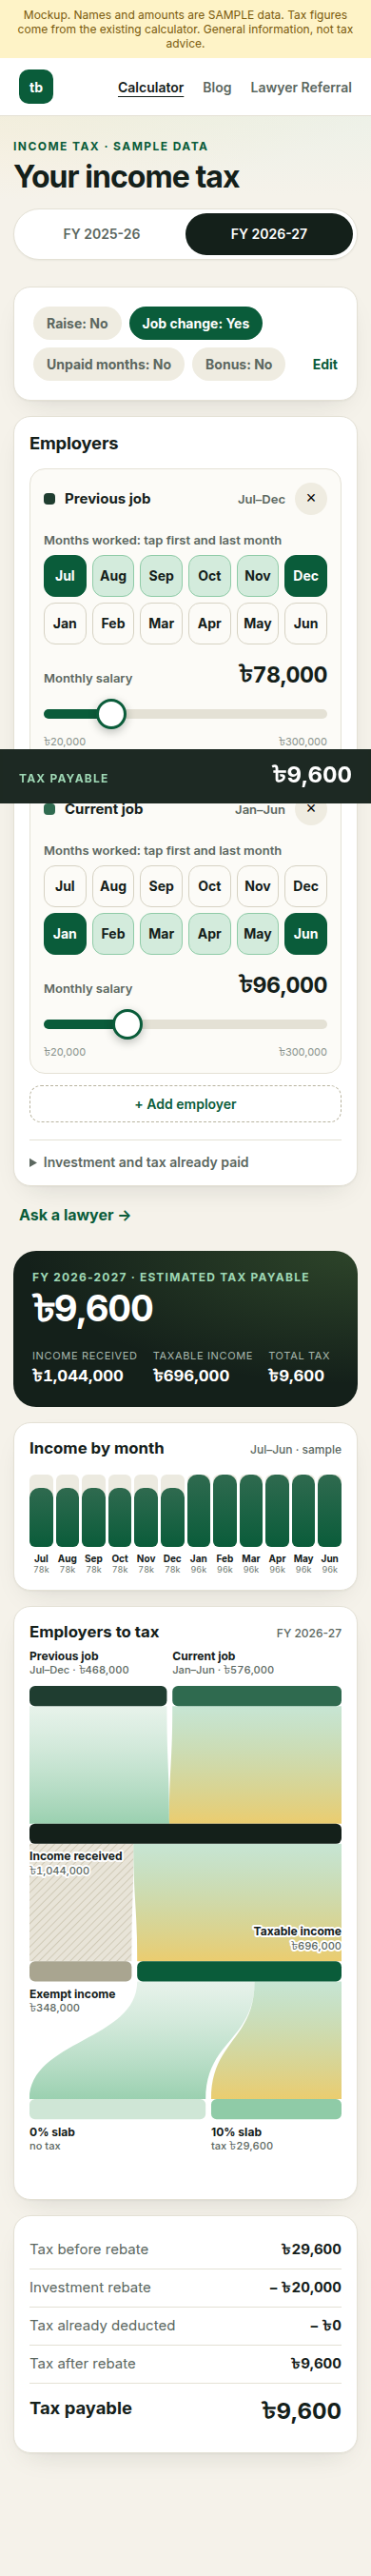 Mockup. Names and amounts are SAMPLE data. Tax figures
come from the existing calculator. General information, not tax
advice.
tb
Calculator
Blog
Lawyer Referral
INCOME TAX · SAMPLE DATA
Your income tax
FY 2025-26
FY 2026-27
Raise: No
Job change: Yes
Unpaid months: No
Bonus: No
Edit
Employers
Previous job
Jul–Dec
×
Months worked: tap first and last month
Jul Aug Sep Oct Nov Dec
Jan Feb Mar Apr May Jun
Monthly salary
৳78,000
৳20,000
৳300,000
TAX PAYABLE
৳9,600
Current job
Jan–Jun
×
Months worked: tap first and last month
Jul Aug Sep Oct Nov Dec
Jan Feb Mar Apr May Jun
Monthly salary
৳96,000
৳20,000
৳300,000
+ Add employer
▶ Investment and tax already paid
Ask a lawyer →
FY 2026-2027 · ESTIMATED TAX PAYABLE
৳9,600
INCOME RECEIVED TAXABLE INCOME TOTAL TAX
৳1,044,000 ৳696,000 ৳9,600
Income by month
Jul–Jun · sample
Jul Aug Sep Oct Nov Dec Jan Feb Mar Apr May Jun
78k 78k 78k 78k 78k 78k 96k 96k 96k 96k 96k 96k
Employers to tax
FY 2026-27
Previous job
Jul–Dec · ৳468,000
Current job
Jan–Jun · ৳576,000
Income received
৳1,044,000
Taxable income
৳696,000
Exempt income
৳348,000
0% slab
no tax
10% slab
tax ৳29,600
Tax before rebate ৳29,600
Investment rebate – ৳20,000
Tax already deducted – ৳0
Tax after rebate ৳9,600
Tax payable ৳9,600